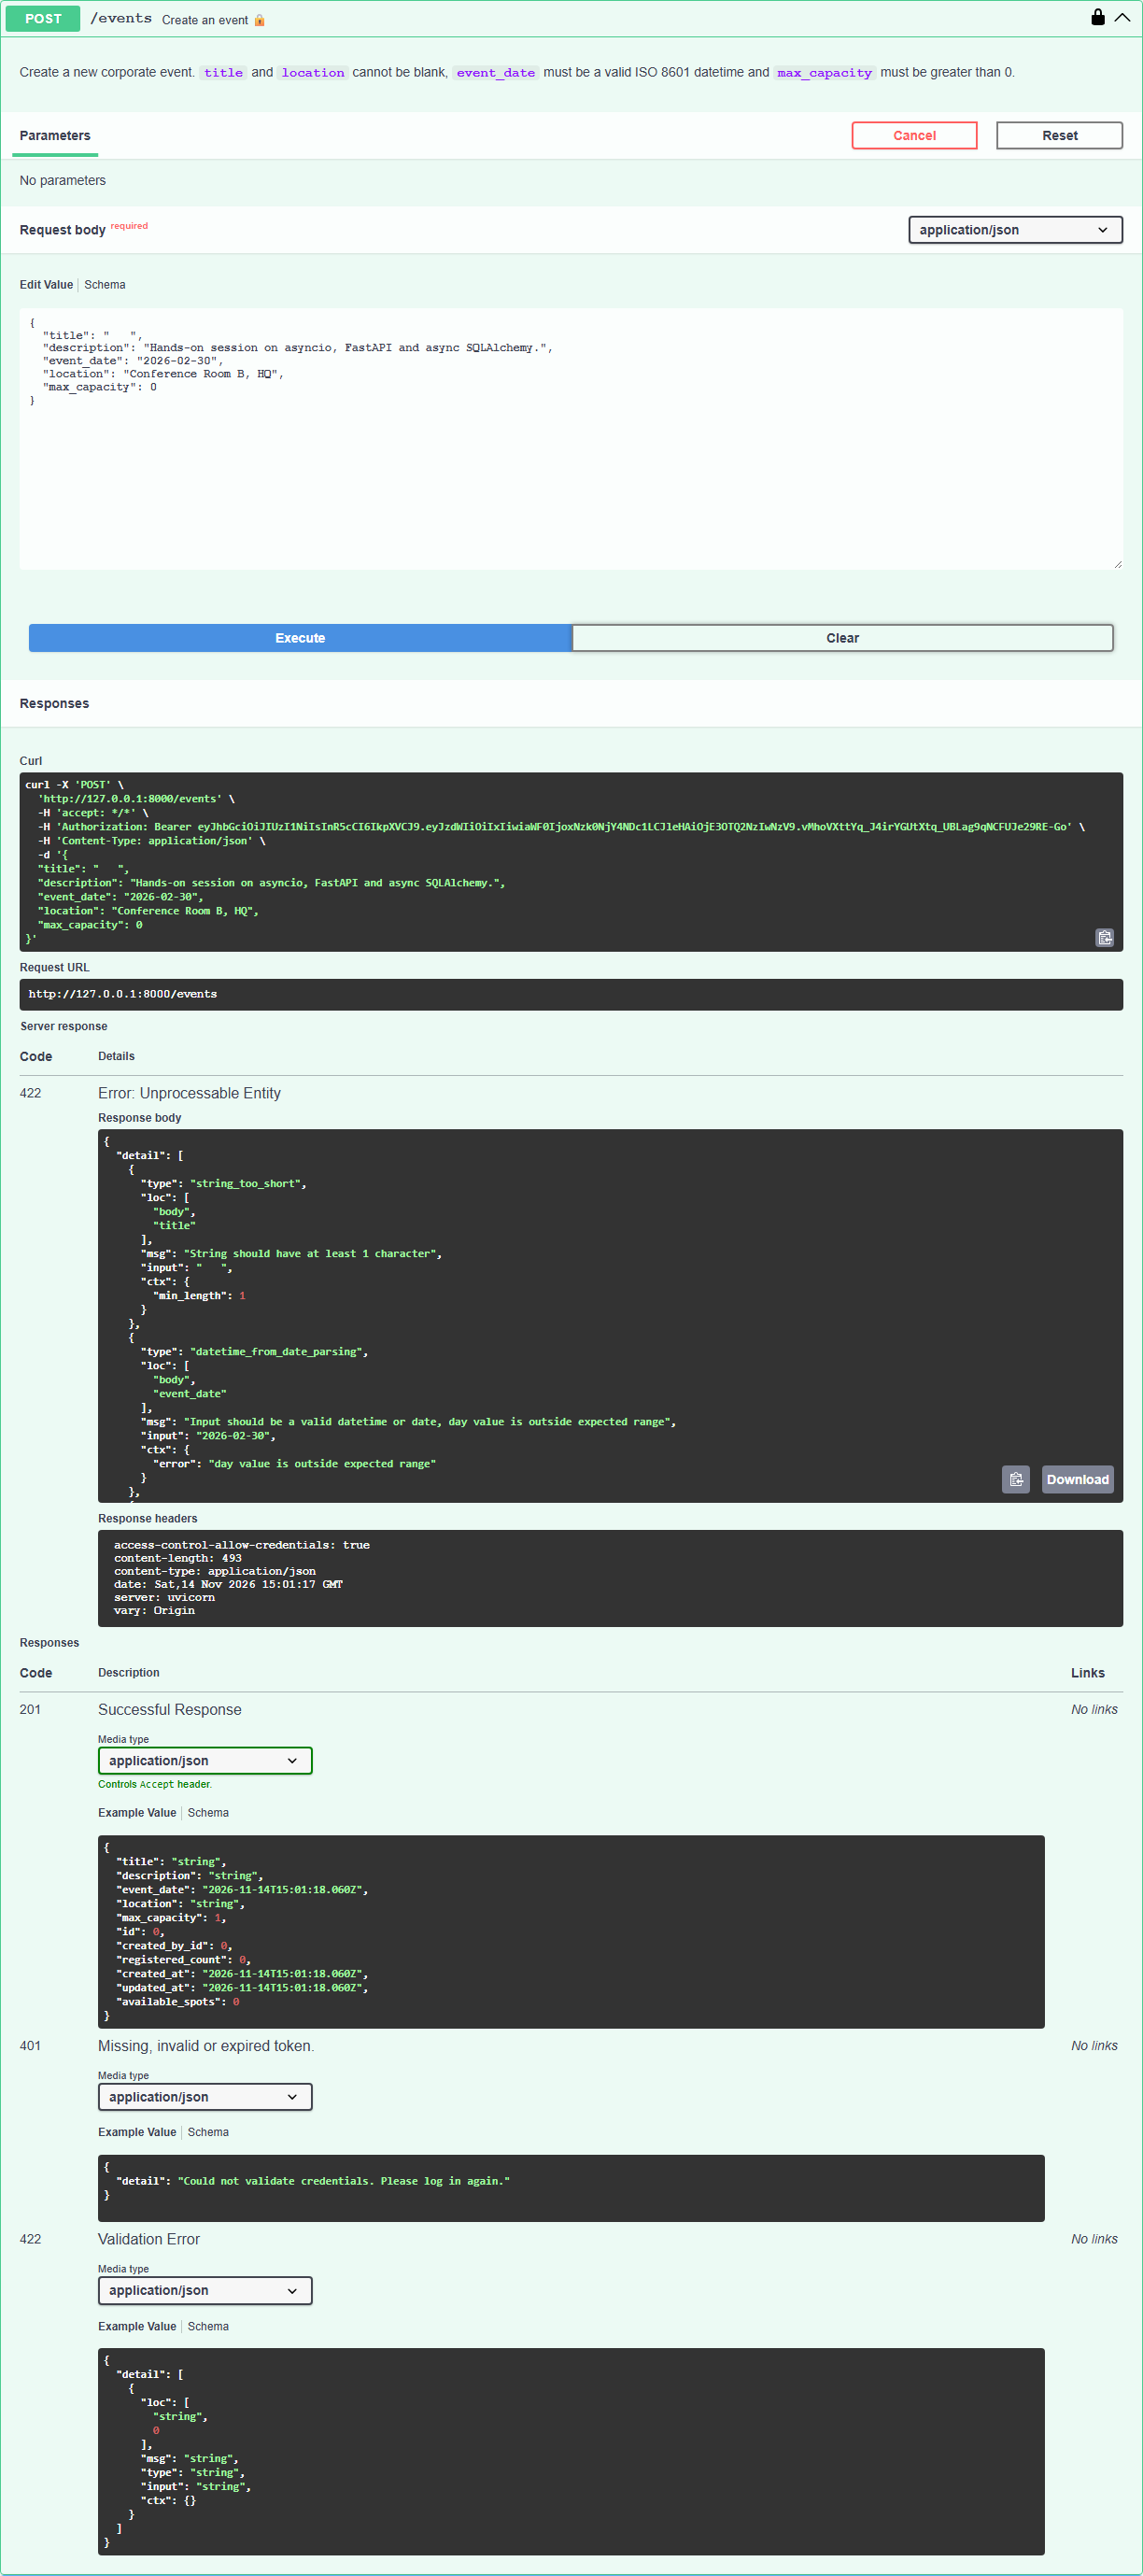 POST /events Create an event
Create a new corporate event. title and location cannot be blank, event_date must be a valid ISO 8601 datetime and max_capacity must be greater than 0.
Parameters
Cancel
Reset
No parameters
Request body required
application/json
Edit Value
Schema
{
"title": "   ",
"description": "Hands-on session on asyncio, FastAPI and async SQLAlchemy.",
"event_date": "2026-02-30",
"location": "Conference Room B, HQ",
"max_capacity": 0
}
Execute
Clear
Responses
Curl
curl -X 'POST' \
'http://127.0.0.1:8000/events' \
-H 'accept: */*' \
-H 'Authorization: Bearer eyJhbGciOiJIUzI1NiIsInR5cCI6IkpXVCJ9.eyJzdWIiOiIxIiwiaWF0IjoxNzk0NjY4NDc1LCJleHAiOjE3OTQ2NzIwNzV9.vMhoVXttYq_J4irYGUtXtq_UBLag9qNCFUJe29RE-Go' \
-H 'Content-Type: application/json' \
-d '{
"title": "   ",
"description": "Hands-on session on asyncio, FastAPI and async SQLAlchemy.",
"event_date": "2026-02-30",
"location": "Conference Room B, HQ",
"max_capacity": 0
}'
Request URL
http://127.0.0.1:8000/events
Server response
Code Details
422 Error: Unprocessable Entity
Response body
{
"detail": [
{
"type": "string_too_short",
"loc": [
"body",
"title"
],
"msg": "String should have at least 1 character",
"input": "   ",
"ctx": {
"min_length": 1
}
},
{
"type": "datetime_from_date_parsing",
"loc": [
"body",
"event_date"
],
"msg": "Input should be a valid datetime or date, day value is outside expected range",
"input": "2026-02-30",
"ctx": {
"error": "day value is outside expected range"
}
},
Download
Response headers
access-control-allow-credentials: true
content-length: 493
content-type: application/json
date: Sat,14 Nov 2026 15:01:17 GMT
server: uvicorn
vary: Origin
Responses
Code Description Links
201 Successful Response No links
Media type
application/json
Controls Accept header.
Example Value
Schema
{
"title": "string",
"description": "string",
"event_date": "2026-11-14T15:01:18.060Z",
"location": "string",
"max_capacity": 1,
"id": 0,
"created_by_id": 0,
"registered_count": 0,
"created_at": "2026-11-14T15:01:18.060Z",
"updated_at": "2026-11-14T15:01:18.060Z",
"available_spots": 0
}
401 Missing, invalid or expired token. No links
Media type
application/json
Example Value
Schema
{
"detail": "Could not validate credentials. Please log in again."
}
422 Validation Error No links
Media type
application/json
Example Value
Schema
{
"detail": [
{
"loc": [
"string",
0
],
"msg": "string",
"type": "string",
"input": "string",
"ctx": {}
}
]
}